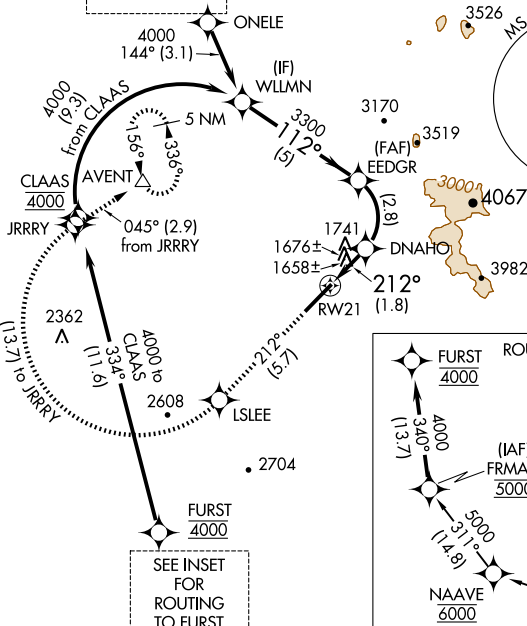 ONELE
4000
144° (3.1)
3526
MS
(IF)
WLLMN
4000
(9.3)
from CLAAS
5 NM
156°
336°
3300
112°
(5)
3170
3519
(FAF)
EEDGR
3000
4067
AVENT
CLAAS
4000
JRRRY
045° (2.9)
from JRRRY
(2.8)
1741
1676±
1658±
DNAHO
212°
(1.8)
3982
RW21
2362
4000 to
CLAAS
334°
(11.6)
212°
(5.7)
(13.7) to JRRRY
2608
LSLEE
2704
FURST
4000
SEE INSET
FOR
ROUTING
TO FURST
ROU
FURST
4000
4000
340°
(13.7)
(IAF)
FRMA
5000
5000
311°
(14.8)
NAAVE
6000